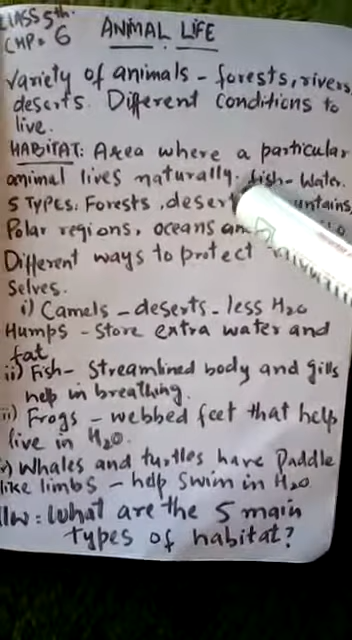 CLASS 5th
CHP. 6 ANIMAL LIFE
Variety of animals - forests, rivers
deserts. Different conditions to
live.
HABITAT: Area where a particular
animal lives naturally. fish - Water.
5 TYPES: Forests, desert untains,
Polar regions, oceans an
Different ways to protect
selves.
i) Camels - deserts - less H2O
Humps - store extra water and
fat
ii) Fish - Streamlined body and gills
help in breathing.
ii) Frogs - webbed feet that help
live in H2O.
v) Whales and turtles have Paddle
like limbs - help swim in H2O
HW: What are the 5 main
types of habitat?